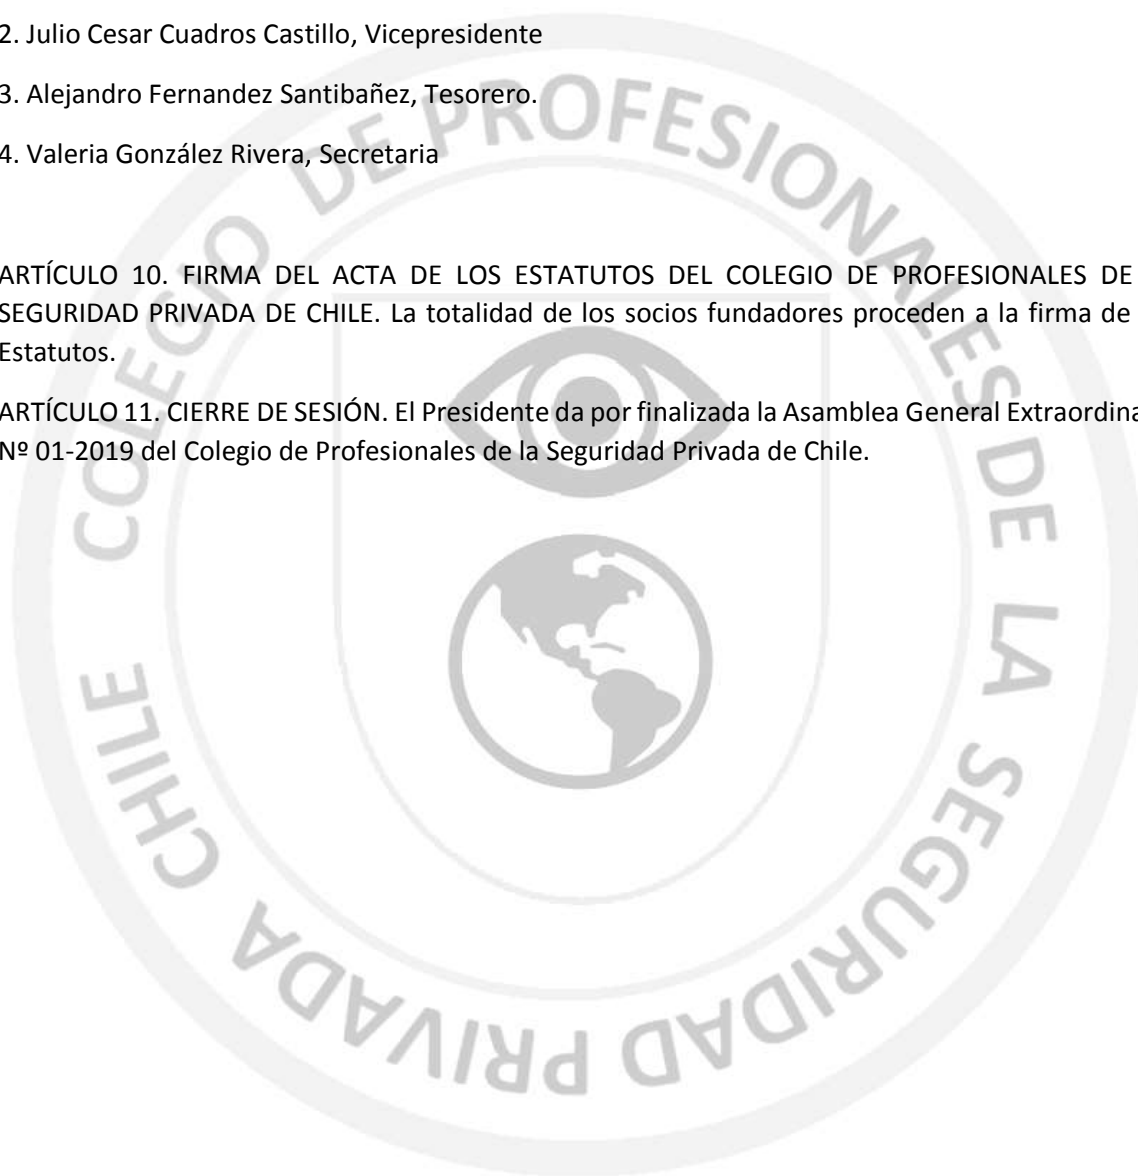 2. Julio Cesar Cuadros Castillo, Vicepresidente
3. Alejandro Fernandez Santibañez, Tesorero.
4. Valeria González Rivera, Secretaria
ARTÍCULO 10. FIRMA DEL ACTA DE LOS ESTATUTOS DEL COLEGIO DE PROFESIONALES DE
SEGURIDAD PRIVADA DE CHILE. La totalidad de los socios fundadores proceden a la firma de
Estatutos.
ARTÍCULO 11. CIERRE DE SESIÓN. El Presidente da por finalizada la Asamblea General Extraordina
Nº 01-2019 del Colegio de Profesionales de la Seguridad Privada de Chile.
COLEGIO DE PROFESIONALES DE LA SEGURIDAD PRIVADA CHILE